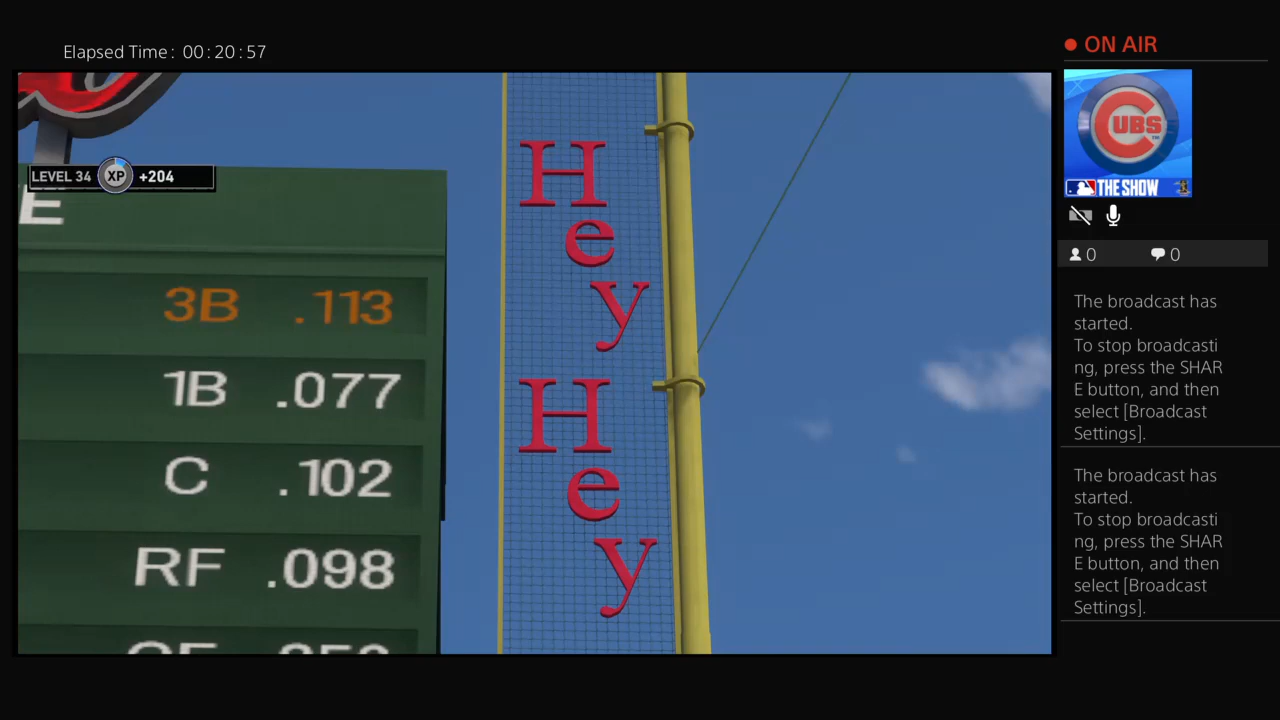 Elapsed Time: 00:20:57
ON AIR
CUBS
THE SHOW
LEVEL 34 XP +204
E
3B .113
1B .077
C .102
RF .098
Hey
Hey
0 0
The broadcast has
started.
To stop broadcasti
ng, press the SHAR
E button, and then
select [Broadcast
Settings].
The broadcast has
started.
To stop broadcasti
ng, press the SHAR
E button, and then
select [Broadcast
Settings].